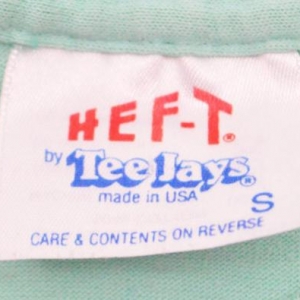 HEF-T®
by Tee Jays®
made in USA
S
CARE & CONTENTS ON REVERSE